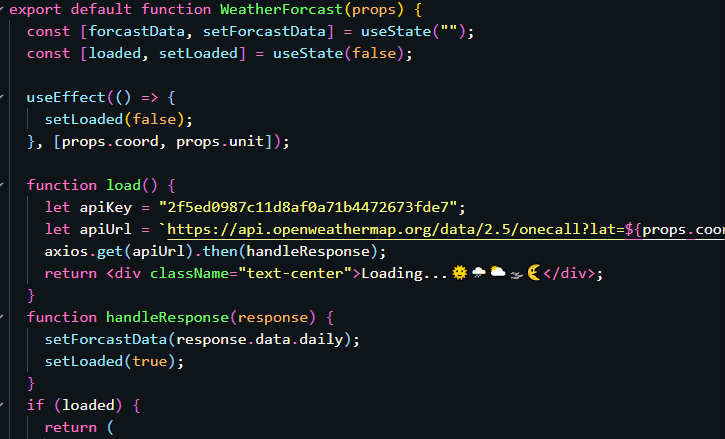 export default function WeatherForcast(props) {
const [forcastData, setForcastData] = useState("");
const [loaded, setLoaded] = useState(false);
useEffect(() => {
setLoaded(false);
}, [props.coord, props.unit]);
function load() {
let apiKey = "2f5ed0987c11d8af0a71b4472673fde7";
let apiUrl = `https://api.openweathermap.org/data/2.5/onecall?lat=${props.coor
axios.get(apiUrl).then(handleResponse);
return <div className="text-center">Loading...🌞🌧️🌥️🌫️🌜</div>;
}
function handleResponse(response) {
setForcastData(response.data.daily);
setLoaded(true);
}
if (loaded) {
return (